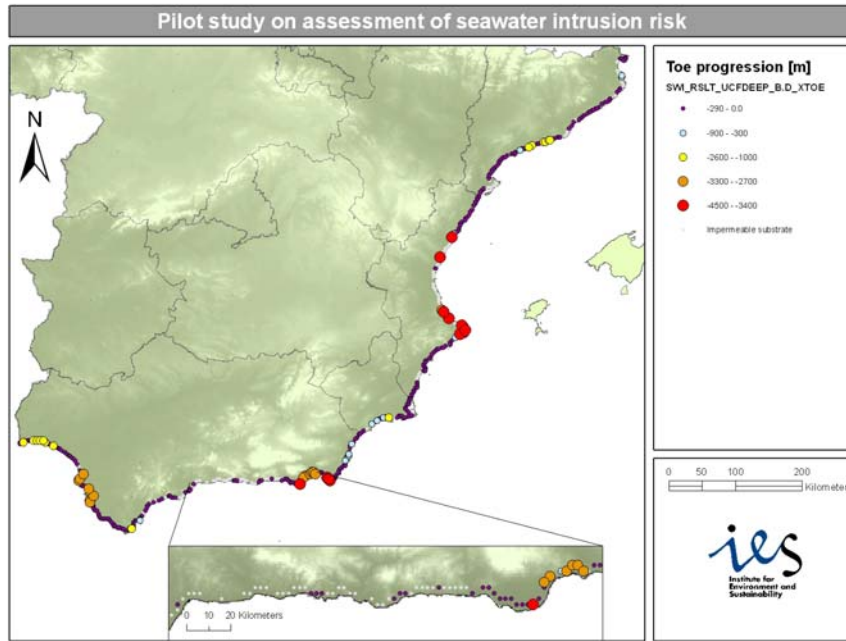 Pilot study on assessment of seawater intrusion risk
N
Toe progression [m]
SWI_RSLT_UCFDEEP_B.D_XTOE
-290 - 0.0
-900 - -300
-2600 - -1000
-3300 - -2700
-4500 - -3400
Impermeable substrate
0 50 100 200
Kilometers
ies
Institute for
Environment and
Sustainability
0 10 20 Kilometers